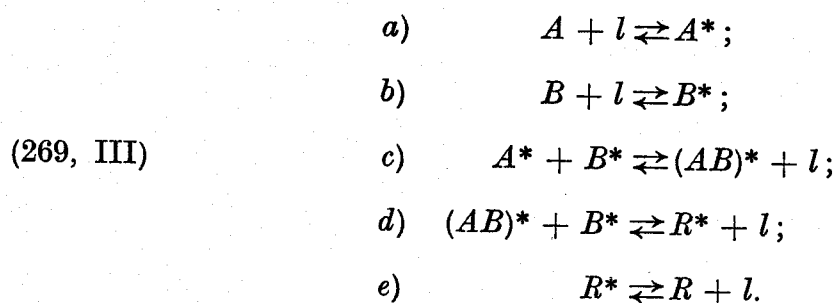 a) A + l ⇄ A*;
b) B + l ⇄ B*;
(269, III) c) A* + B* ⇄ (AB)* + l;
d) (AB)* + B* ⇄ R* + l;
e) R* ⇄ R + l.